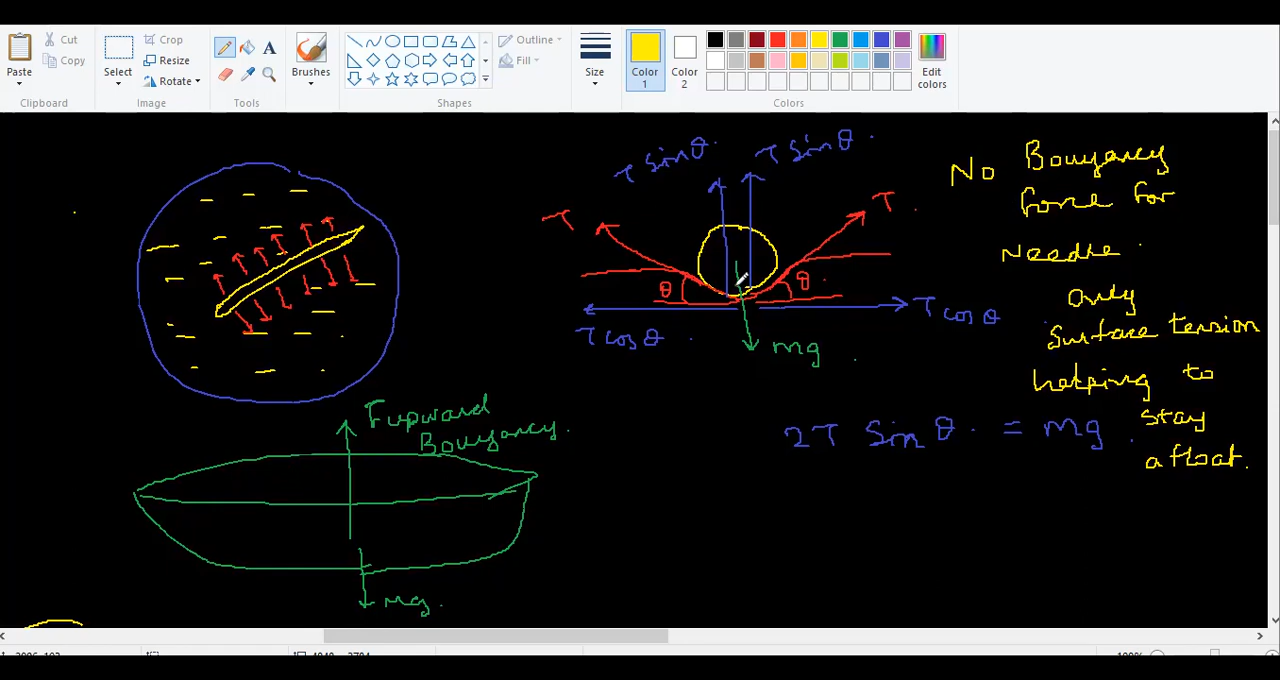 Paste
Cut
Copy
Clipboard
Select
Crop
Resize
Rotate
Image
A
Tools
Brushes
Outline
Fill
Shapes
Size
Color
1
Color
2
Colors
Edit
colors
T Sin θ
T Sin θ
T
T
θ
θ
T cos θ
T cos θ
mg
No Bouyancy
force for
Needle
Only
Surface tension
helping to
stay
afloat.
2T Sin θ = mg
Fupward
Bouyancy.
mg.